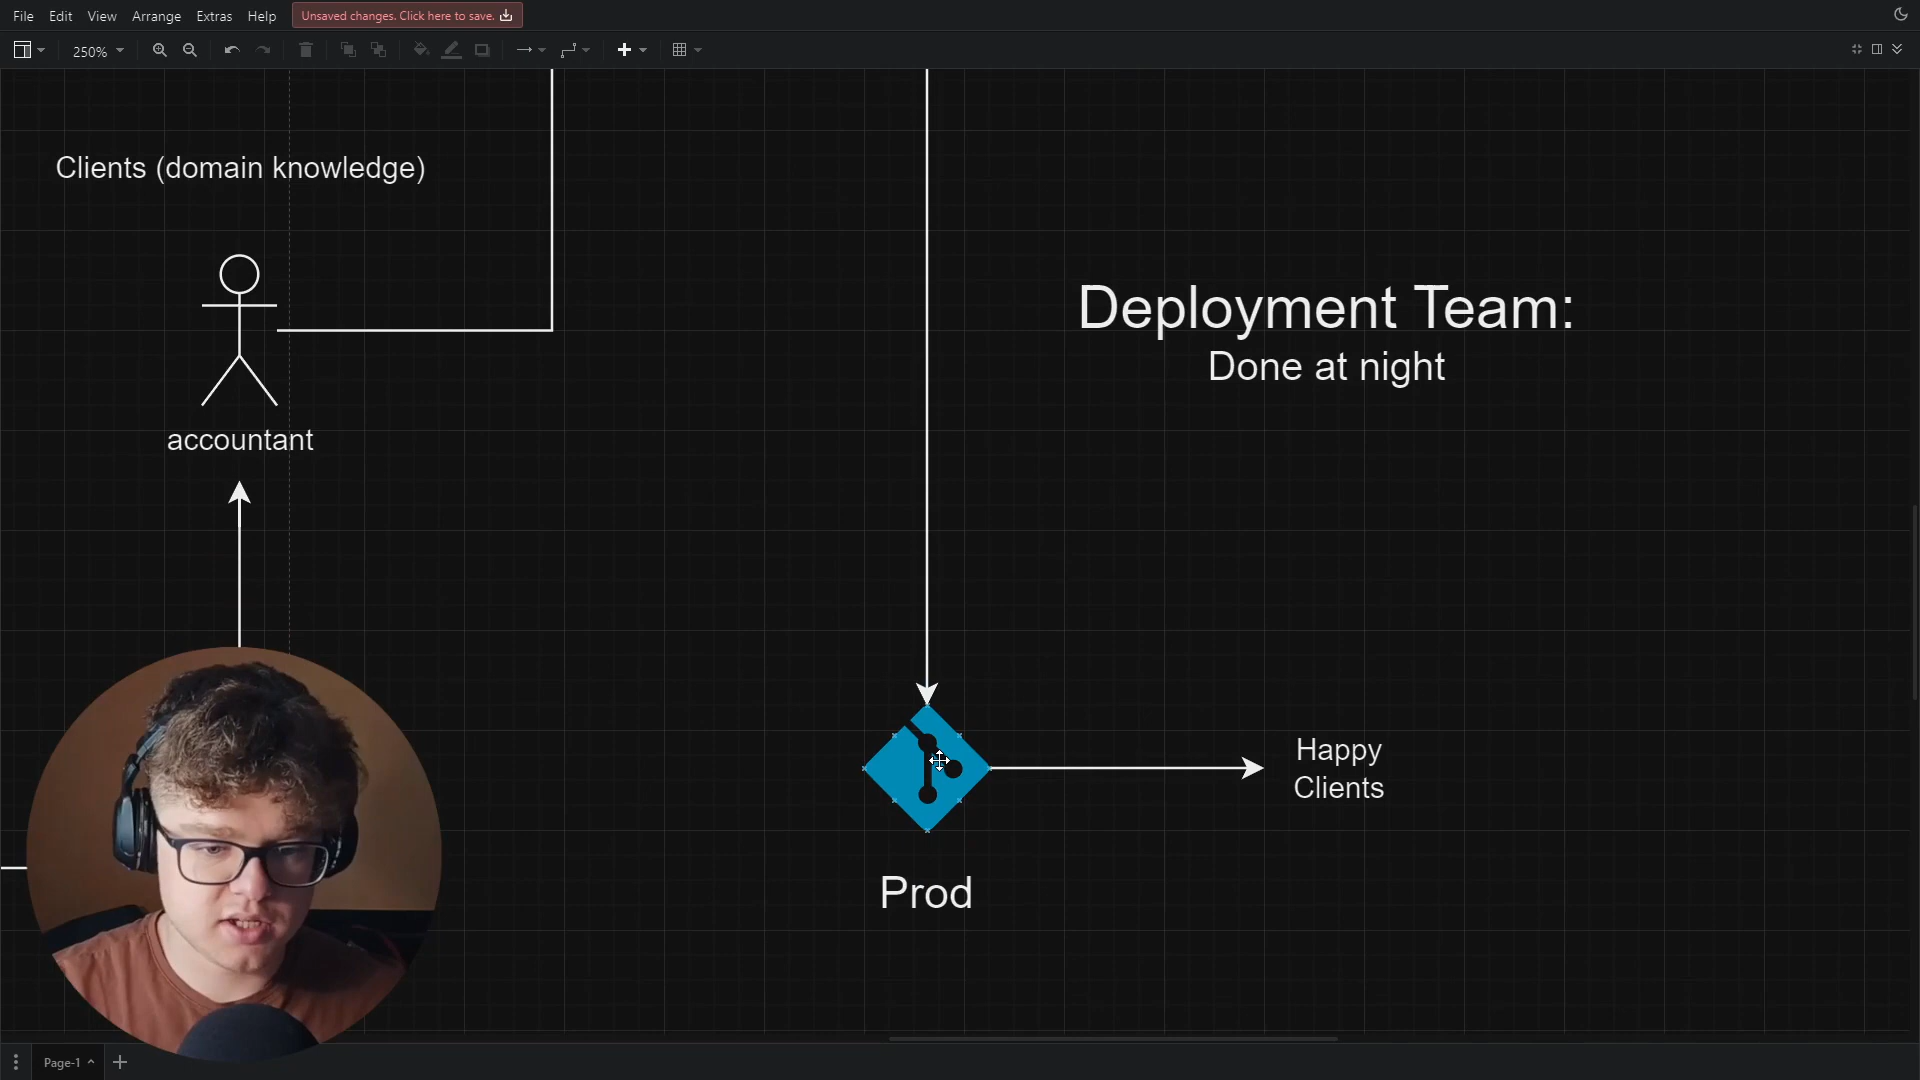 File Edit View Arrange Extras Help Unsaved changes. Click here to save.
250%
Clients (domain knowledge)
Deployment Team:
Done at night
accountant
Happy
Clients
Prod
Page-1